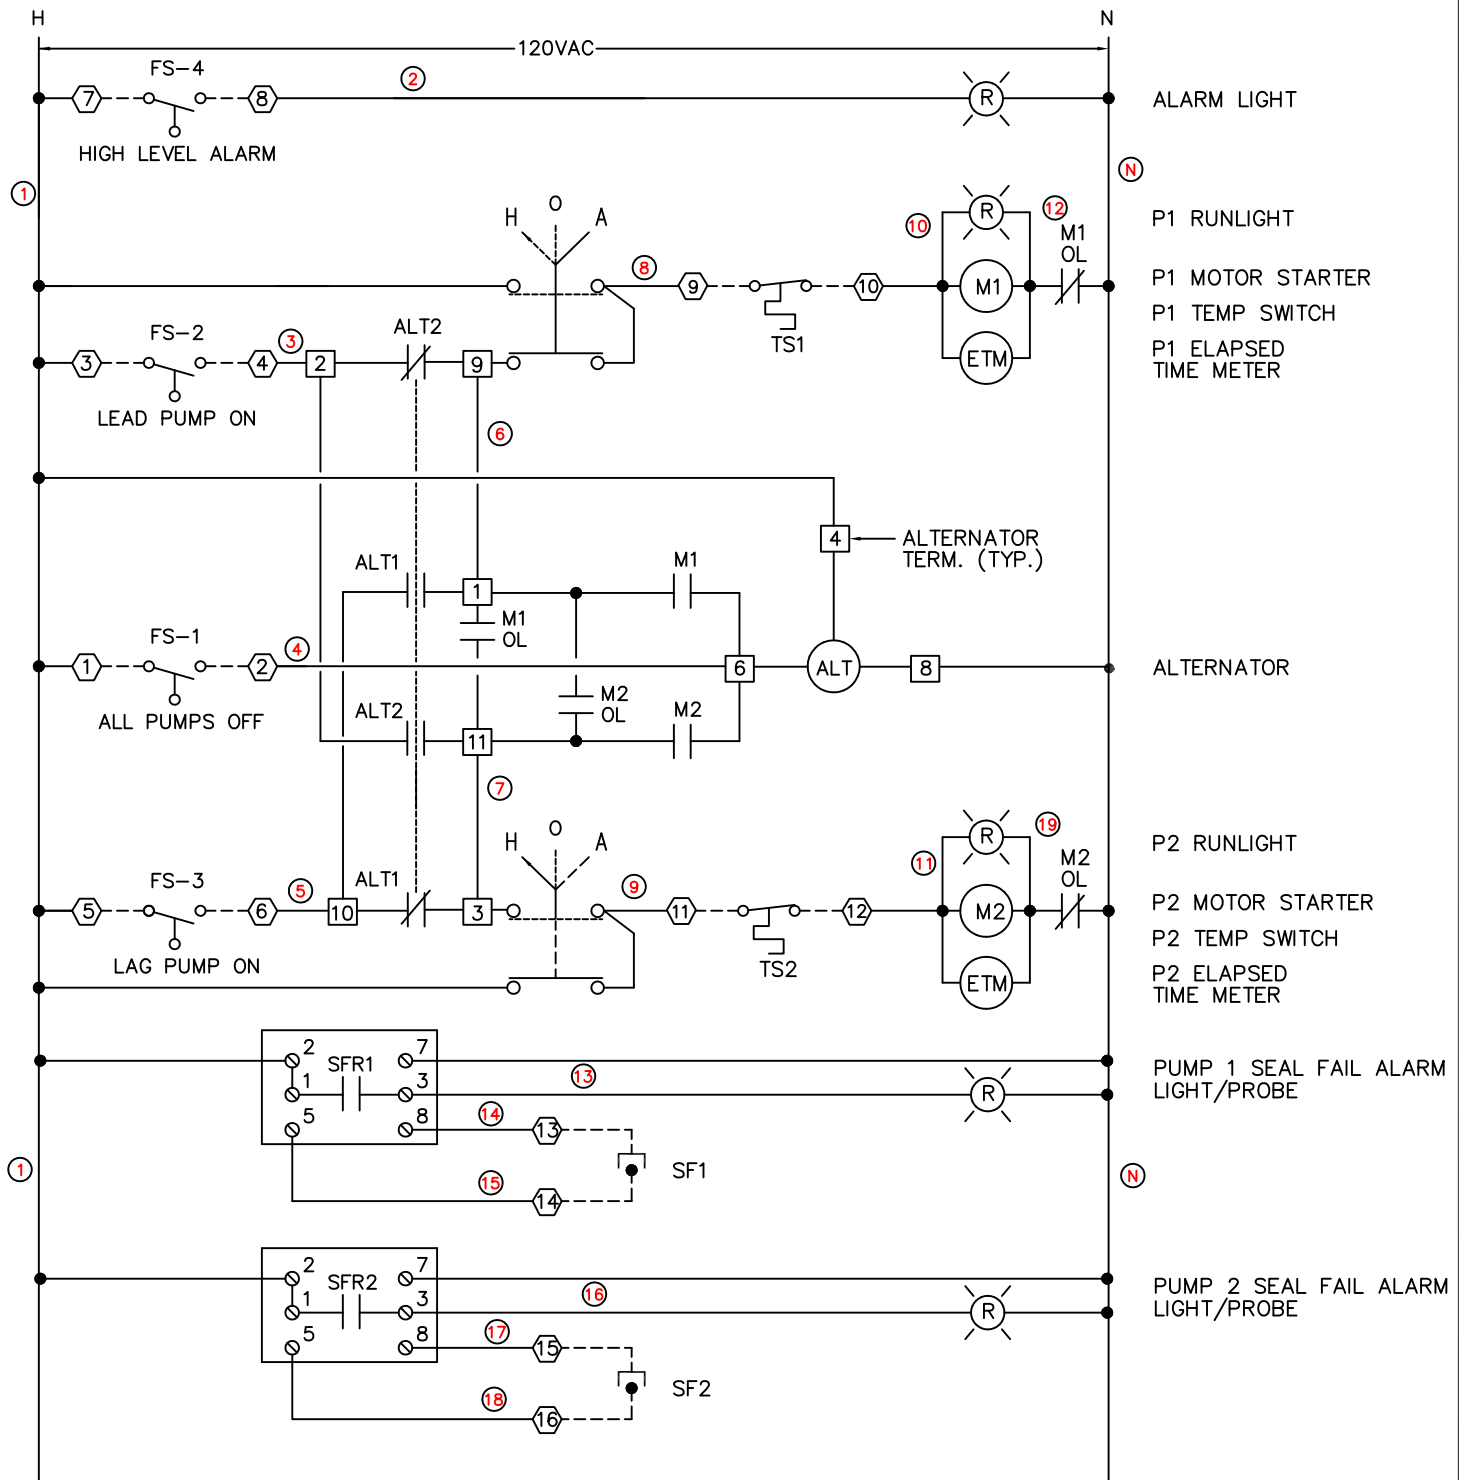 H
N
120VAC
FS-4
2
7
8
R
ALARM LIGHT
HIGH LEVEL ALARM
1
N
H
O
A
10
R
12
P1 RUNLIGHT
M1
OL
8
9
10
M1
P1 MOTOR STARTER
TS1
P1 TEMP SWITCH
FS-2
3
ALT2
3
4
2
9
ETM
P1 ELAPSED
TIME METER
LEAD PUMP ON
6
4
ALTERNATOR
TERM. (TYP.)
ALT1
1
M1
M1
OL
FS-1
4
1
2
6
ALT
8
ALTERNATOR
ALL PUMPS OFF
ALT2
M2
OL
M2
11
7
H
O
A
11
R
19
P2 RUNLIGHT
M2
OL
FS-3
5
ALT1
9
5
6
10
3
11
12
M2
P2 MOTOR STARTER
TS2
P2 TEMP SWITCH
LAG PUMP ON
ETM
P2 ELAPSED
TIME METER
2
7
SFR1
1
3
13
R
PUMP 1 SEAL FAIL ALARM
LIGHT/PROBE
5
8
14
13
1
SF1
N
15
14
2
7
SFR2
1
3
16
R
PUMP 2 SEAL FAIL ALARM
LIGHT/PROBE
5
8
17
15
SF2
18
16